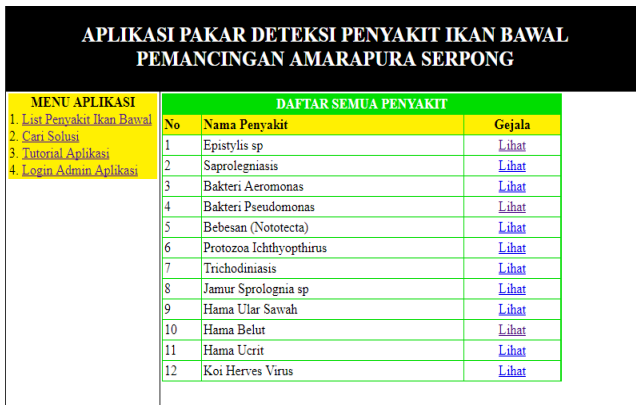 APLIKASI PAKAR DETEKSI PENYAKIT IKAN BAWAL
PEMANCINGAN AMARAPURA SERPONG
MENU APLIKASI
1. List Penyakit Ikan Bawal
2. Cari Solusi
3. Tutorial Aplikasi
4. Login Admin Aplikasi
DAFTAR SEMUA PENYAKIT
No Nama Penyakit Gejala
1 Epistylis sp Lihat
2 Saprolegniasis Lihat
3 Bakteri Aeromonas Lihat
4 Bakteri Pseudomonas Lihat
5 Bebesan (Nototecta) Lihat
6 Protozoa Ichthyopthirus Lihat
7 Trichodiniasis Lihat
8 Jamur Sprolognia sp Lihat
9 Hama Ular Sawah Lihat
10 Hama Belut Lihat
11 Hama Ucrit Lihat
12 Koi Herves Virus Lihat